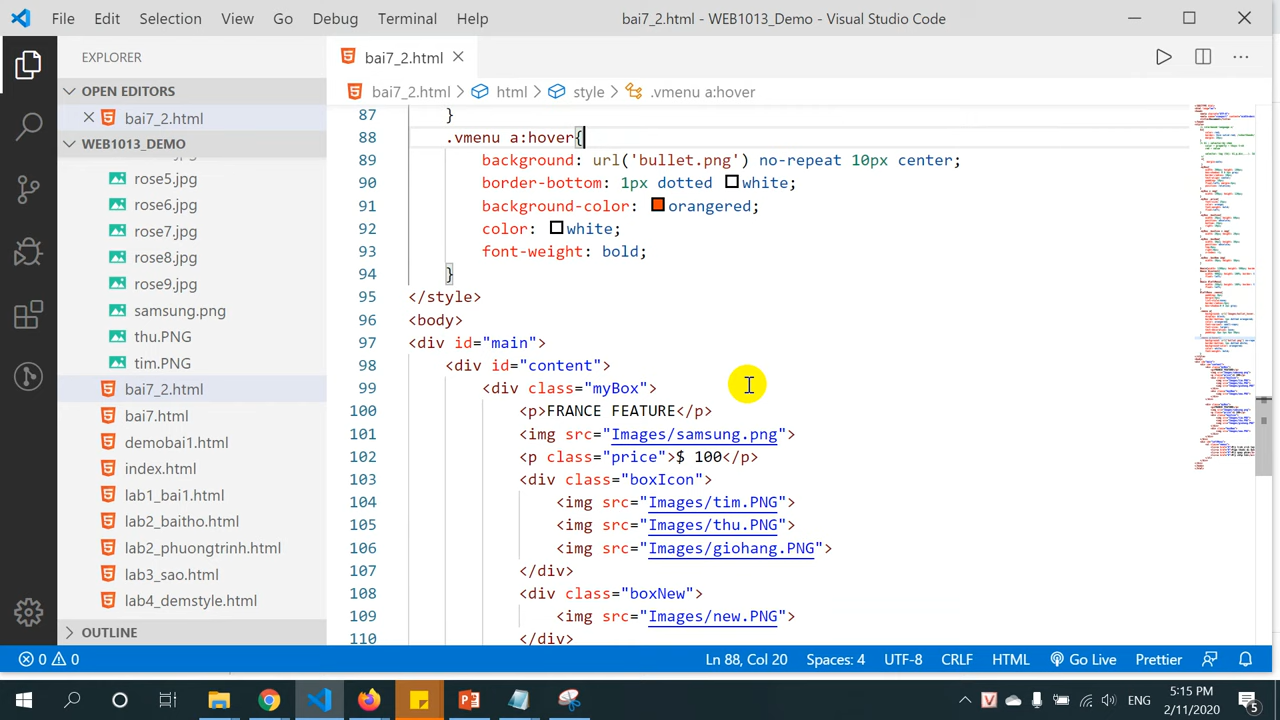 File Edit Selection View Go Debug Terminal Help bai7_2.html - WEB1013_Demo - Visual Studio Code
EXPLORER
OPEN EDITORS
bai7_2.html
WEB1013_DEMO
rose5.jpg
rose6.jpg
rose7.jpg
rose8.jpg
rose9.jpg
samsung.png
thu.PNG
tim.PNG
bai7_2.html
bai7.html
demobai1.html
index.html
lab1_bai1.html
lab2_baitho.html
lab2_phuongtrinh.html
lab3_sao.html
lab4_demstyle.html
OUTLINE
bai7_2.html
bai7_2.html > html > style > .vmenu a:hover
87 }
88 .vmenu a:hover{
89 background: url('bullet.png') no-repeat 10px center;
90 border-bottom: 1px dotted white;
91 background-color: orangered;
92 color: white;
93 font-weight: bold;
94 }
95 </style>
96 <body>
97 <div id="main">
98 <div id="content">
99 <div class="myBox">
100 <p>FRANCE FEATURE</p>
101 <img src="Images/samsung.png">
102 <p class="price">$ 100</p>
103 <div class="boxIcon">
104 <img src="Images/tim.PNG">
105 <img src="Images/thu.PNG">
106 <img src="Images/giohang.PNG">
107 </div>
108 <div class="boxNew">
109 <img src="Images/new.PNG">
110 </div>
0 0 Ln 88, Col 20 Spaces: 4 UTF-8 CRLF HTML Go Live Prettier
ENG 5:15 PM
2/11/2020 5